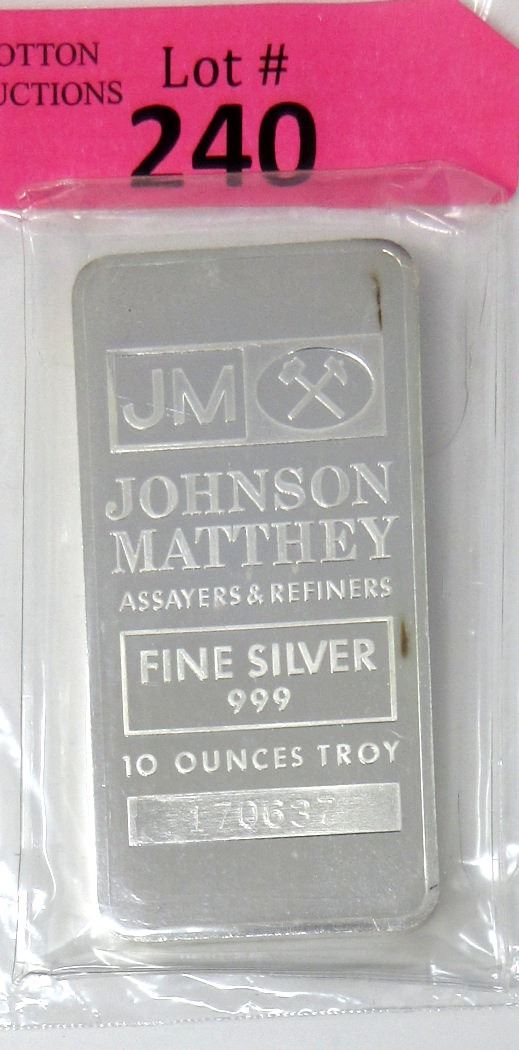 OTTON
UCTIONS
Lot #
240
JM
JOHNSON
MATTHEY
ASSAYERS & REFINERS
FINE SILVER
999
10 OUNCES TROY
170637